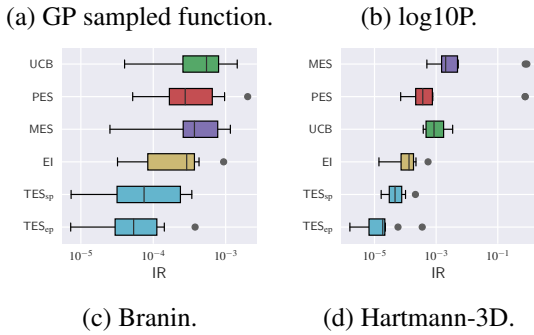 (a) GP sampled function.
(b) log10P.
UCB
PES
MES
EI
TES_sp
TES_ep
10^-5
10^-4
10^-3
IR
MES
PES
UCB
EI
TES_sp
TES_ep
10^-5
10^-3
10^-1
IR
(c) Branin.
(d) Hartmann-3D.